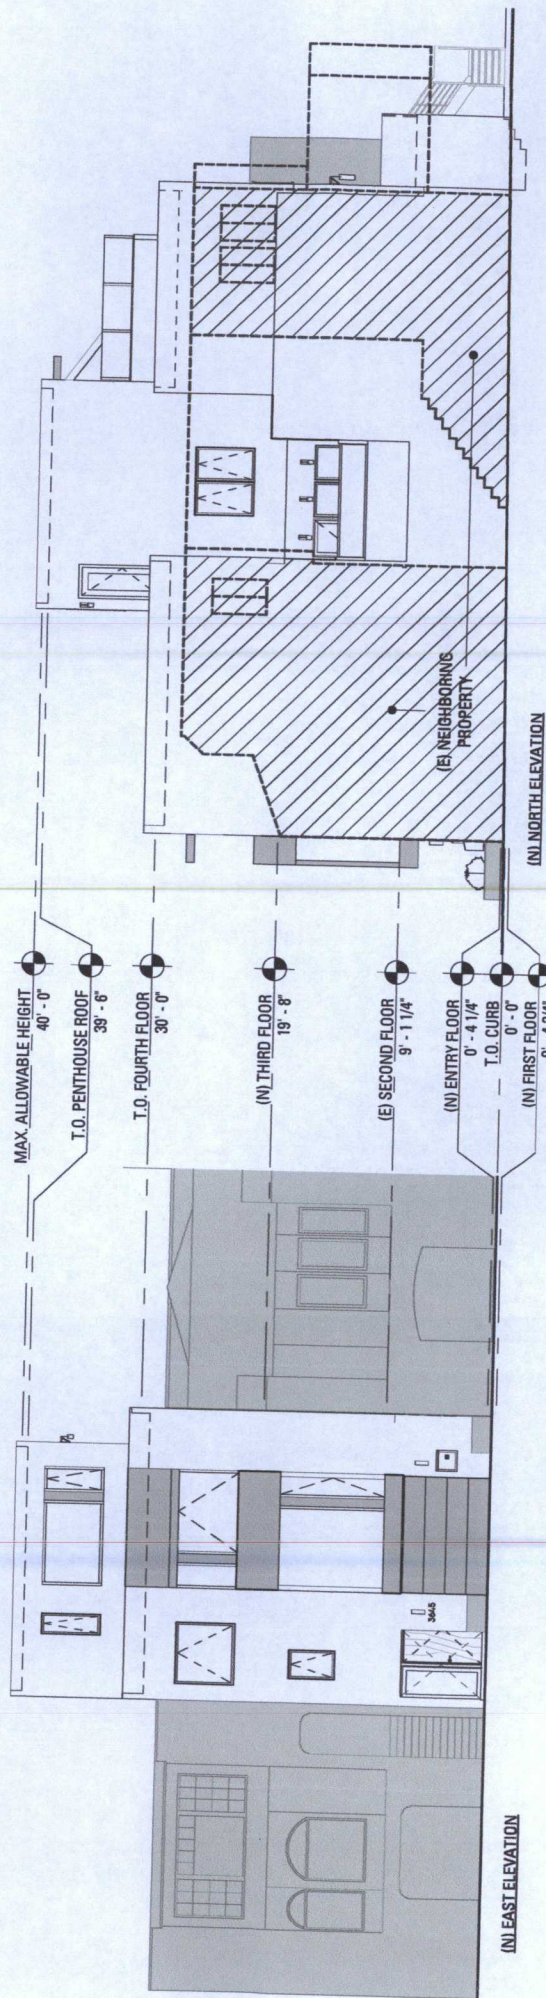 MAX. ALLOWABLE HEIGHT
40' - 0"
T.O. PENTHOUSE ROOF
39' - 6"
T.O. FOURTH FLOOR
30' - 0"
(N) THIRD FLOOR
19' - 8"
(E) SECOND FLOOR
9' - 1 1/4"
(N) ENTRY FLOOR
0' - 4 1/4"
T.O. CURB
0' - 0"
(N) FIRST FLOOR
(E) NEIGHBORING
PROPERTY
(N) NORTH ELEVATION
3645
(N) EAST ELEVATION